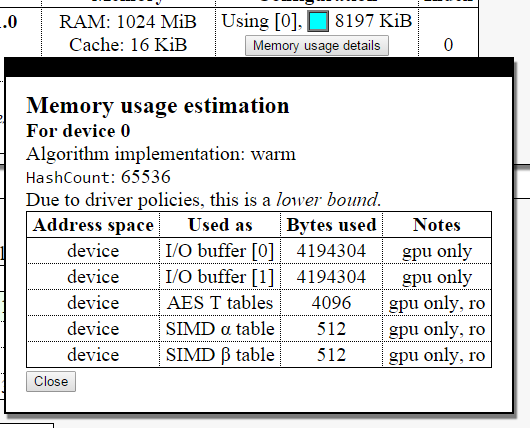 1.0
RAM: 1024 MiB
Using [0], 8197 KiB
Cache: 16 KiB
Memory usage details
0
Memory usage estimation
For device 0
Algorithm implementation: warm
HashCount: 65536
Due to driver policies, this is a lower bound.
Address space Used as Bytes used Notes
device I/O buffer [0] 4194304 gpu only
device I/O buffer [1] 4194304 gpu only
device AES T tables 4096 gpu only, ro
device SIMD α table 512 gpu only, ro
device SIMD β table 512 gpu only, ro
Close